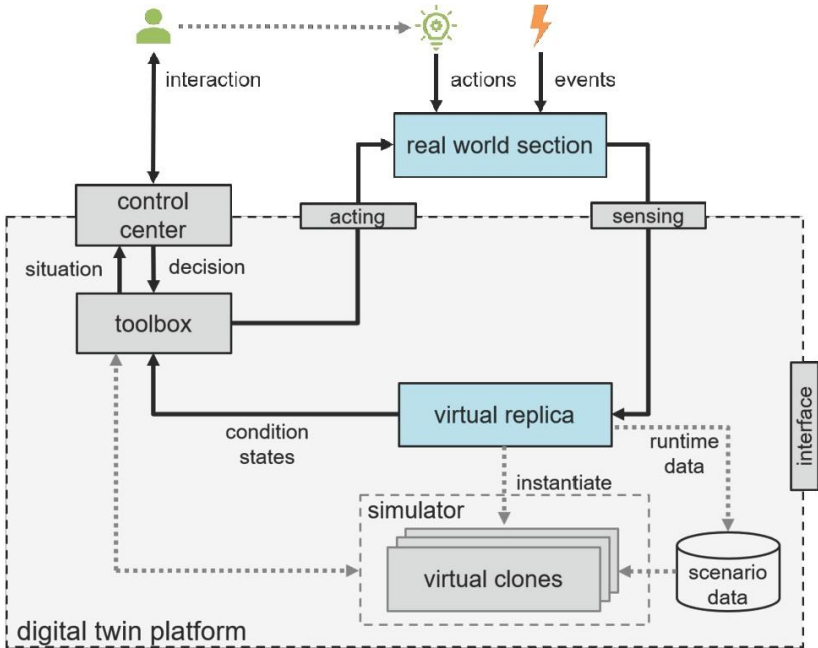 interaction
actions
events
real world section
control
center
acting
sensing
situation
decision
toolbox
virtual replica
condition
states
runtime
data
interface
instantiate
simulator
virtual clones
scenario
data
digital twin platform